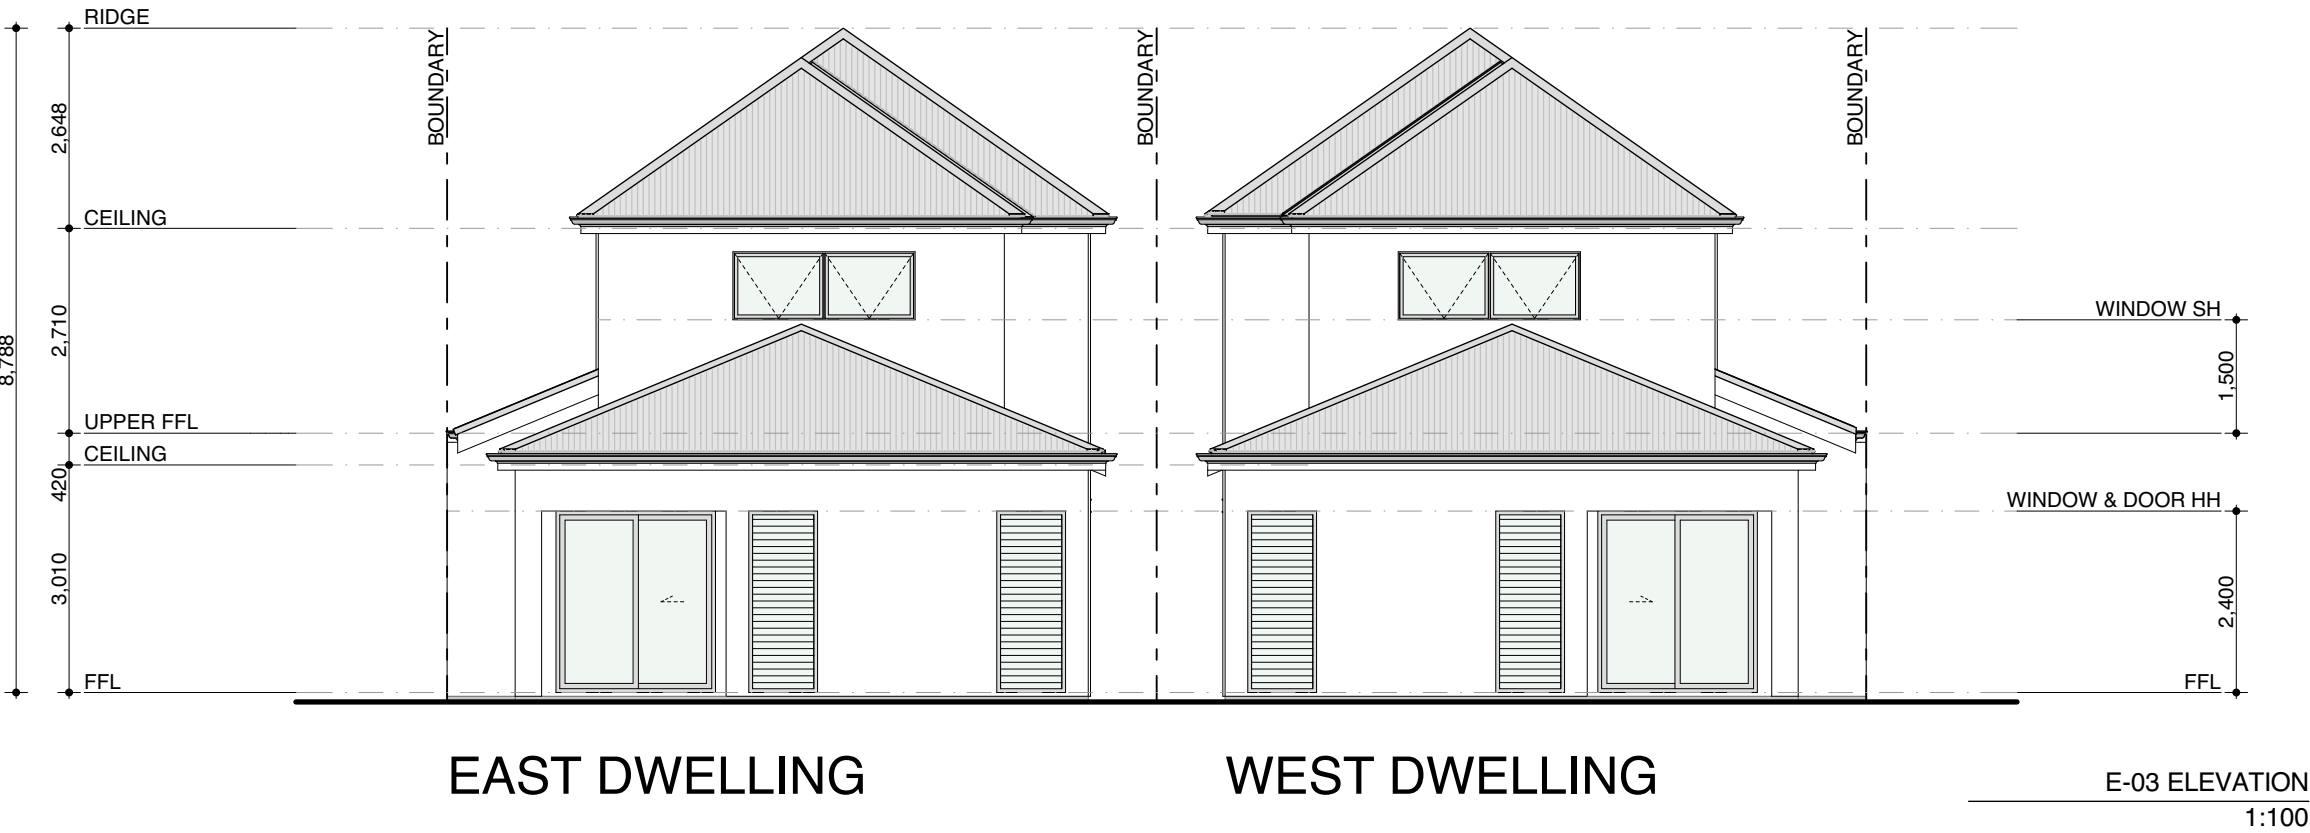 RIDGE
BOUNDARY
BOUNDARY
BOUNDARY
2,648
CEILING
2,710
8,788
WINDOW SH
1,500
UPPER FFL
CEILING
420
WINDOW & DOOR HH
3,010
2,400
FFL
FFL
EAST DWELLING
WEST DWELLING
E-03 ELEVATION
1:100